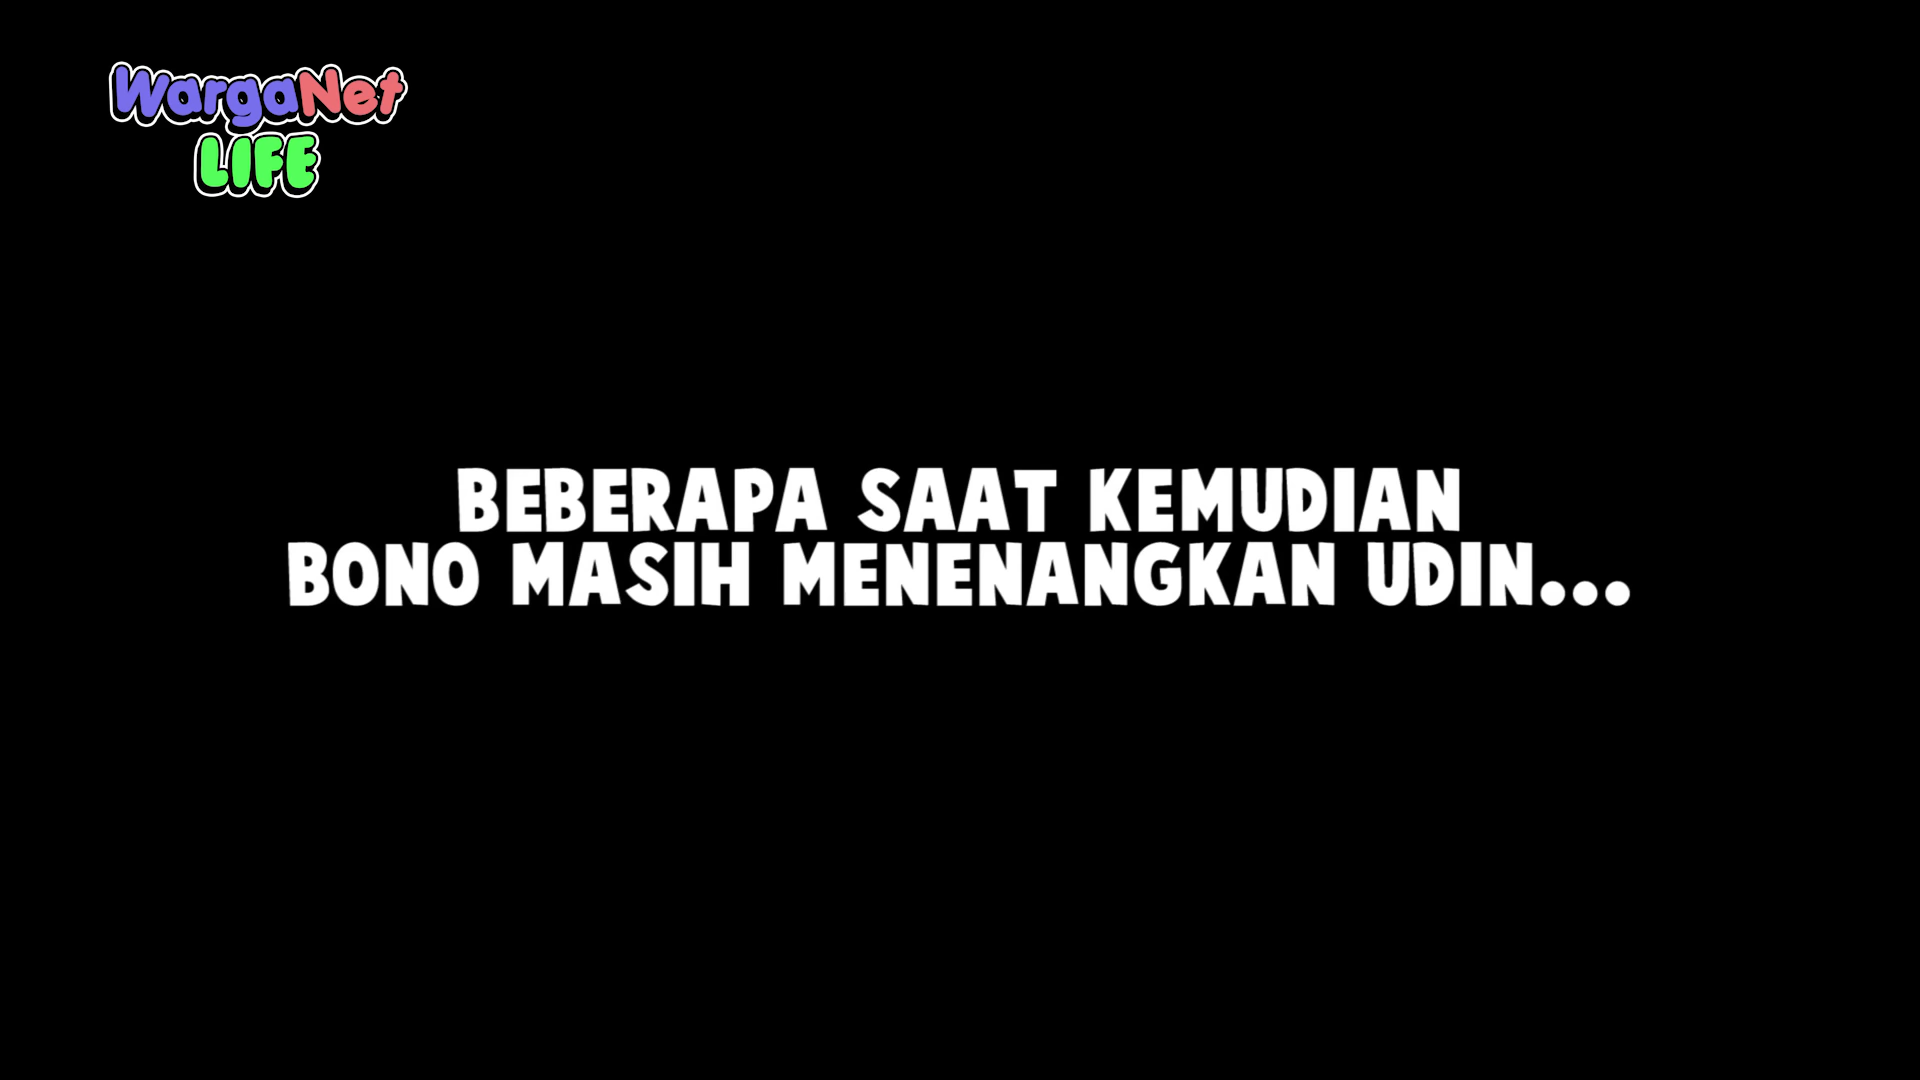 WargaNet
LIFE
BEBERAPA SAAT KEMUDIAN
BONO MASIH MENENANGKAN UDIN...